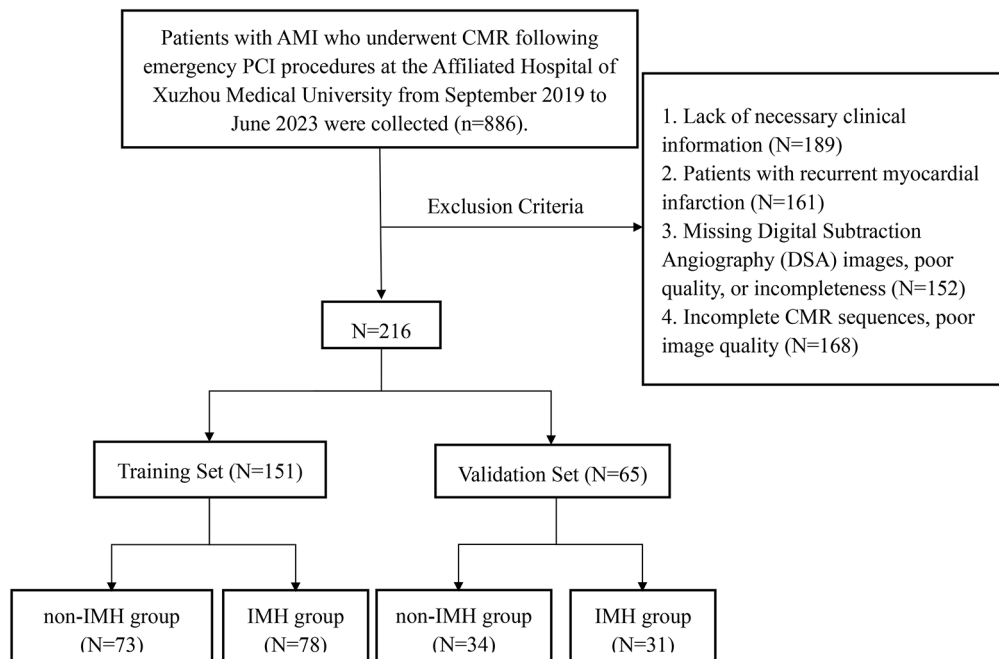 Patients with AMI who underwent CMR following
emergency PCI procedures at the Affiliated Hospital of
Xuzhou Medical University from September 2019 to
June 2023 were collected (n=886).
1. Lack of necessary clinical
information (N=189)
2. Patients with recurrent myocardial
infarction (N=161)
3. Missing Digital Subtraction
Angiography (DSA) images, poor
quality, or incompleteness (N=152)
4. Incomplete CMR sequences, poor
image quality (N=168)
Exclusion Criteria
N=216
Training Set (N=151)
Validation Set (N=65)
non-IMH group
(N=73)
IMH group
(N=78)
non-IMH group
(N=34)
IMH group
(N=31)